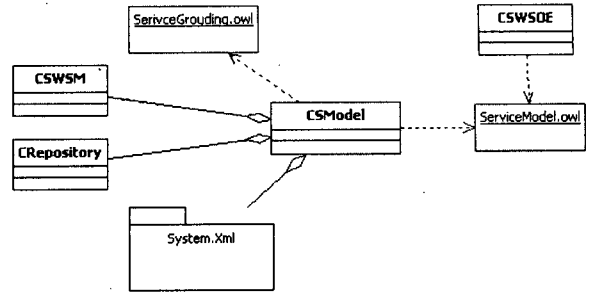 SerivceGrouding.owl
CSWSOE
CSWSM
CSModel
ServiceModel.owl
CRepository
System.Xml